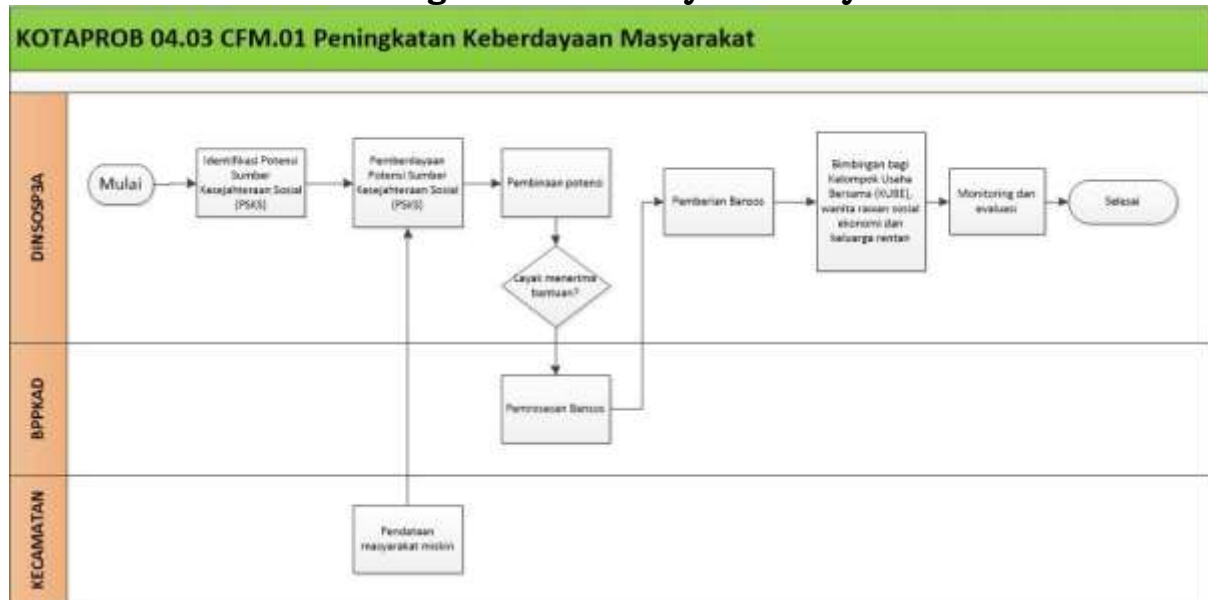 KOTAPROB 04.03 CFM.01 Peningkatan Keberdayaan Masyarakat
DINSOSP3A
Mulai
Identifikasi Potensi
Sumber
Kesejahteraan Sosial
(PSKS)
Pemberdayaan
Potensi Sumber
Kesejahteraan Sosial
(PSKS)
Pembinaan potensi
Layak menerima
bantuan?
Pemberian Bansos
Bimbingan bagi
Kelompok Usaha
Bersama (KUBE),
wanita rawan sosial
ekonomi dan
keluarga rentan
Monitoring dan
evaluasi
Selesai
BPPKAD
Pemrosesan Bansos
KECAMATAN
Pendataan
masyarakat miskin